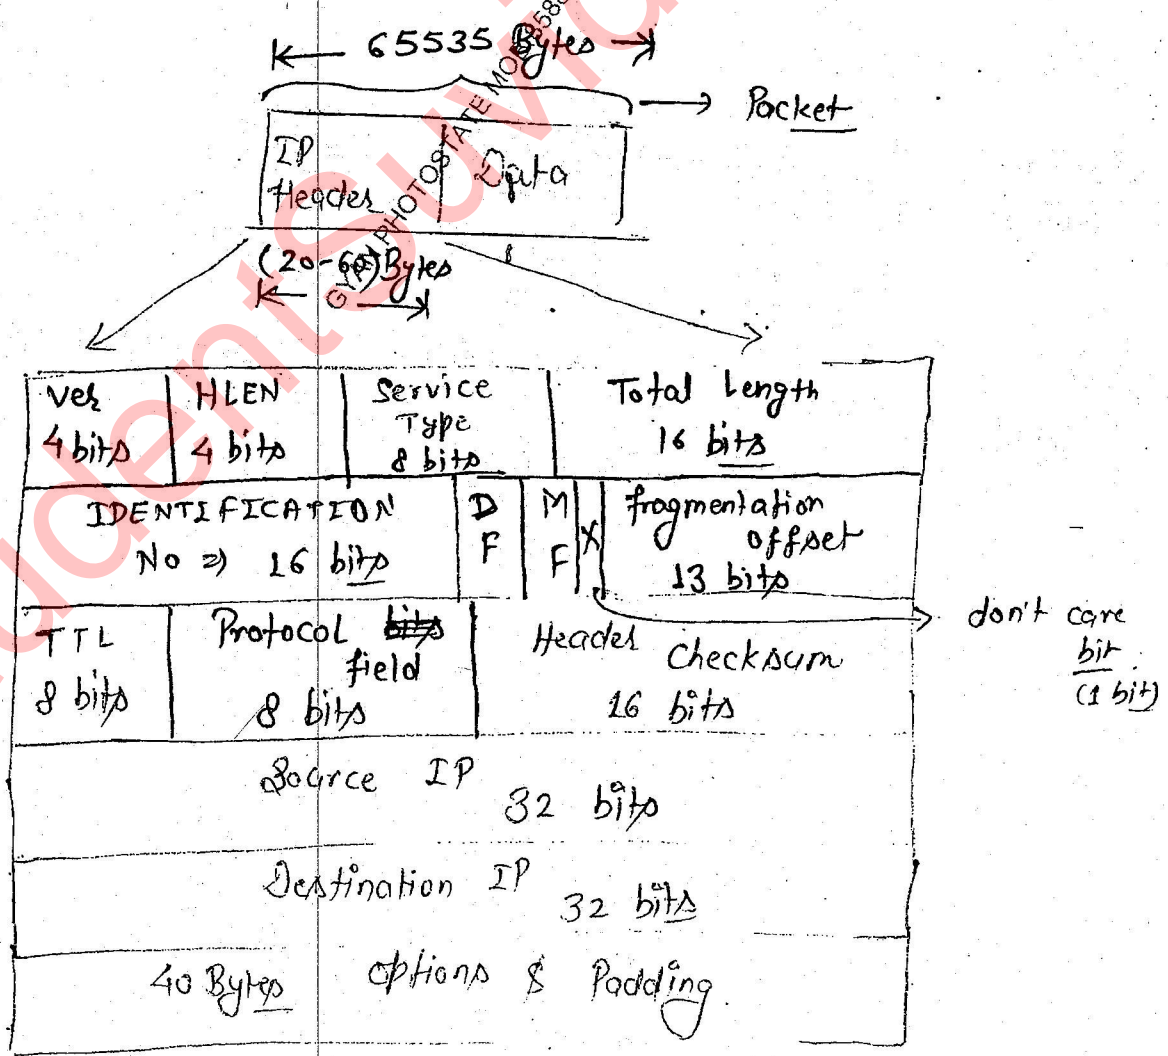 65535 Bytes
Packet
IP
Header
Data
(20-60) Bytes
Ver
4 bits
HLEN
4 bits
Service
Type
8 bits
Total Length
16 bits
IDENTIFICATION
No ⇒ 16 bits
D
F
M
F
X
fragmentation
offset
13 bits
TTL
8 bits
Protocol bits
field
8 bits
Header checksum
16 bits
don't care
bit
(1 bit)
Source IP
32 bits
Destination IP
32 bits
40 Bytes options & Padding
PHOTOSTATE